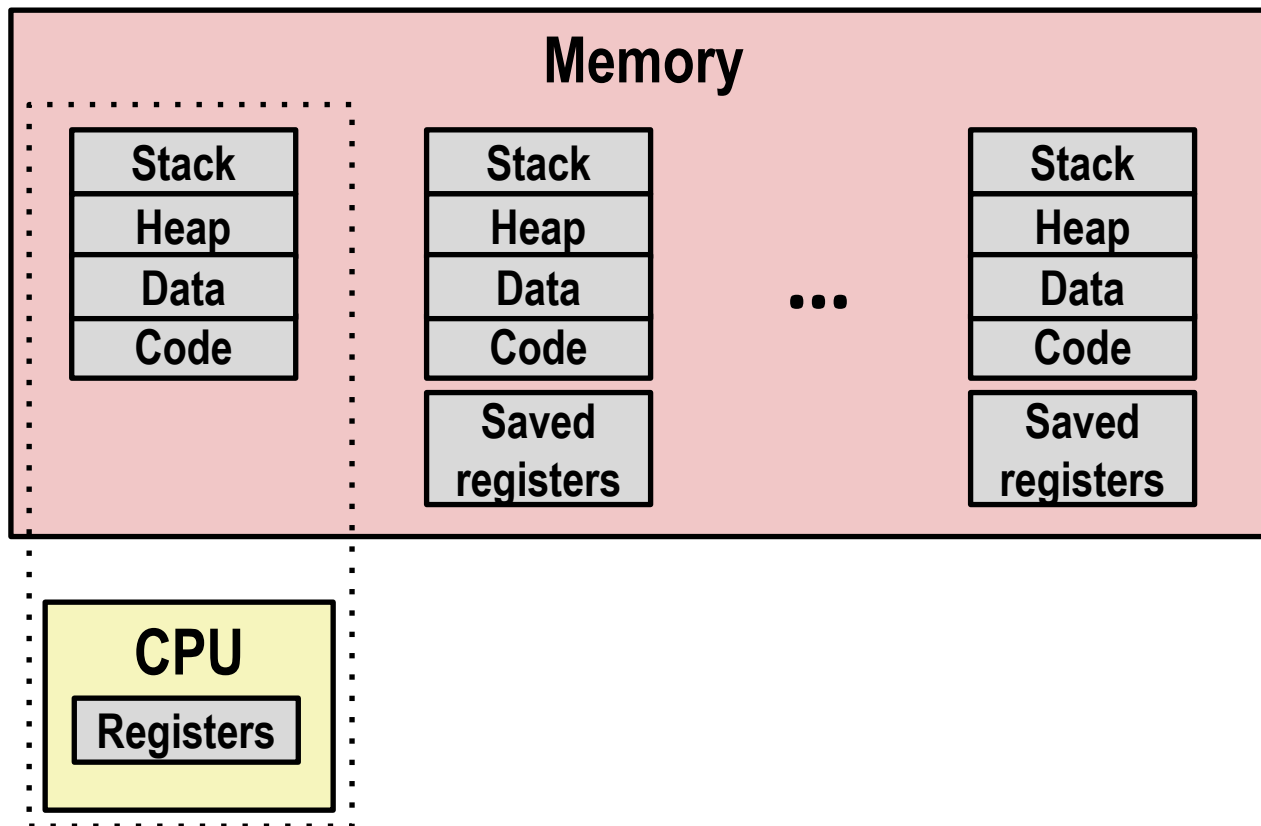 Memory
Stack
Heap
Data
Code
Stack
Heap
Data
Code
Saved
registers
...
Stack
Heap
Data
Code
Saved
registers
CPU
Registers